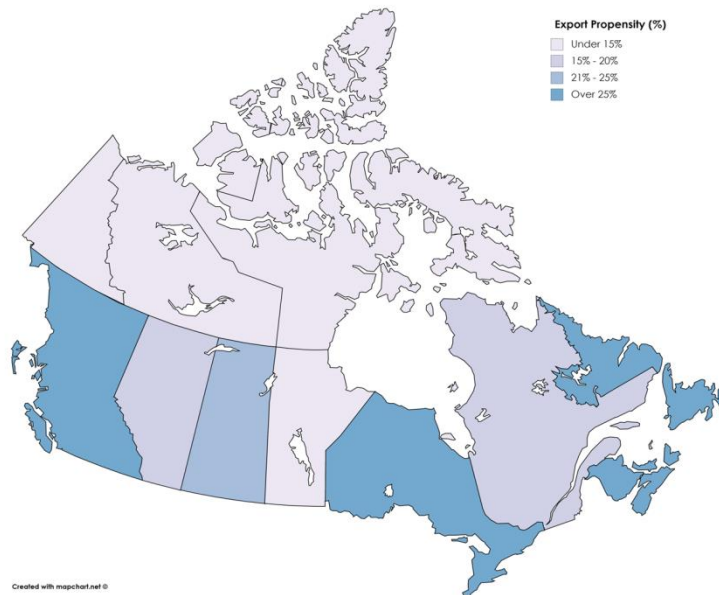 Export Propensity (%)
Under 15%
15% - 20%
21% - 25%
Over 25%
Created with mapchart.net ©